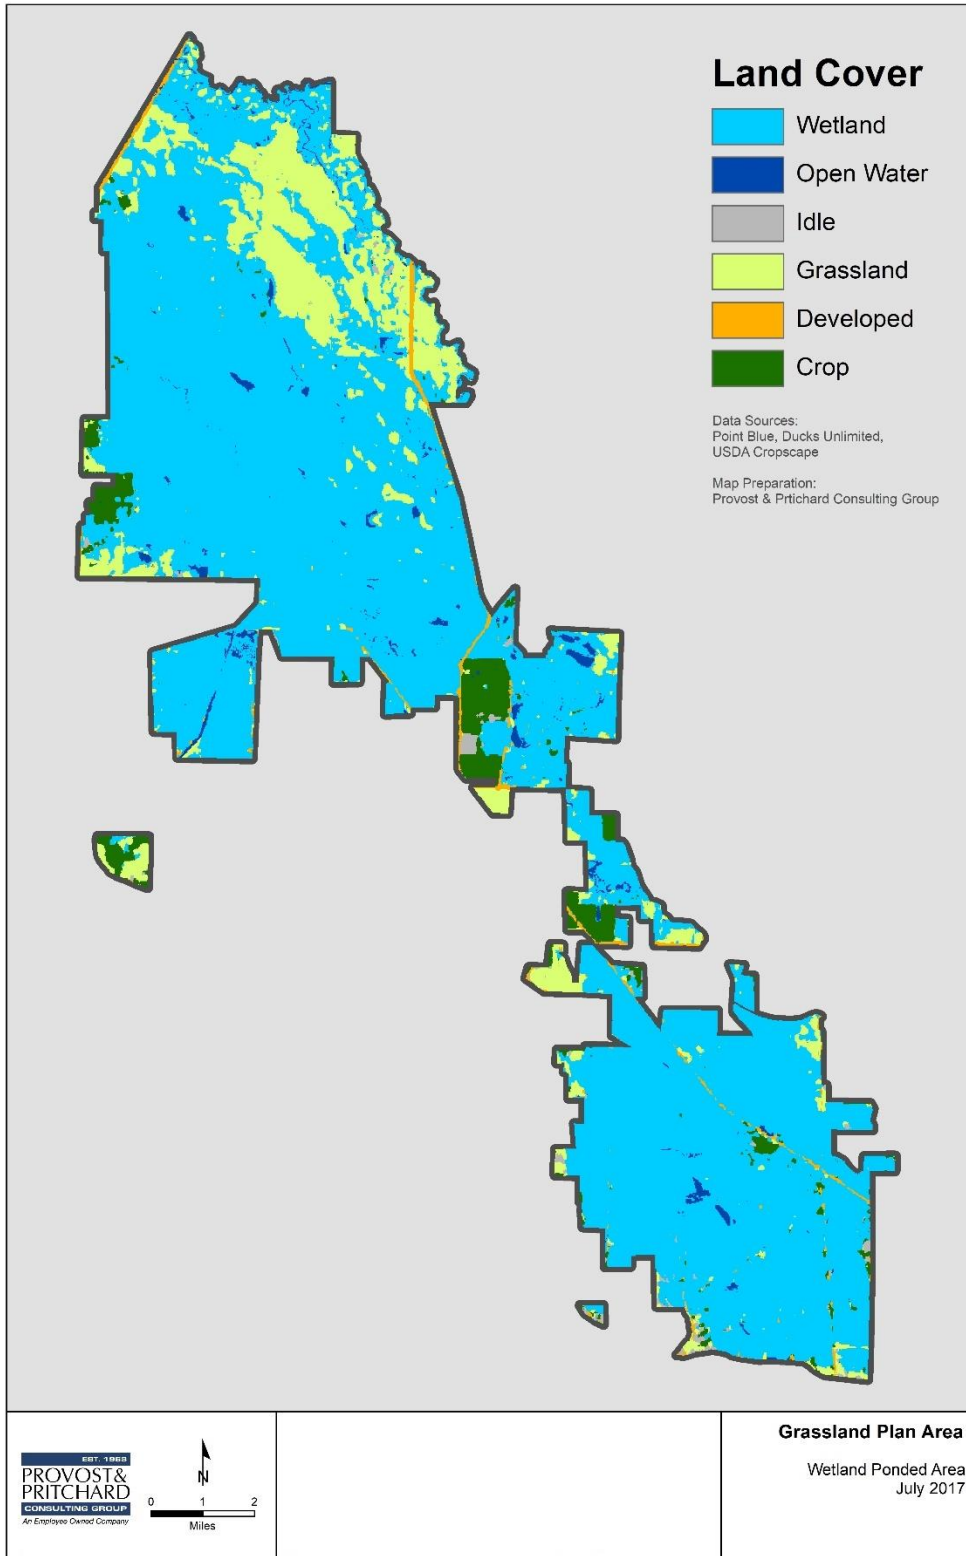 Land Cover
Wetland
Open Water
Idle
Grassland
Developed
Crop
Data Sources:
Point Blue, Ducks Unlimited,
USDA Cropscape
Map Preparation:
Provost & Prtichard Consulting Group
EST. 1968
PROVOST&
PRITCHARD
CONSULTING GROUP
An Employee Owned Company
N
0 1 2
Miles
Grassland Plan Area
Wetland Ponded Area
July 2017